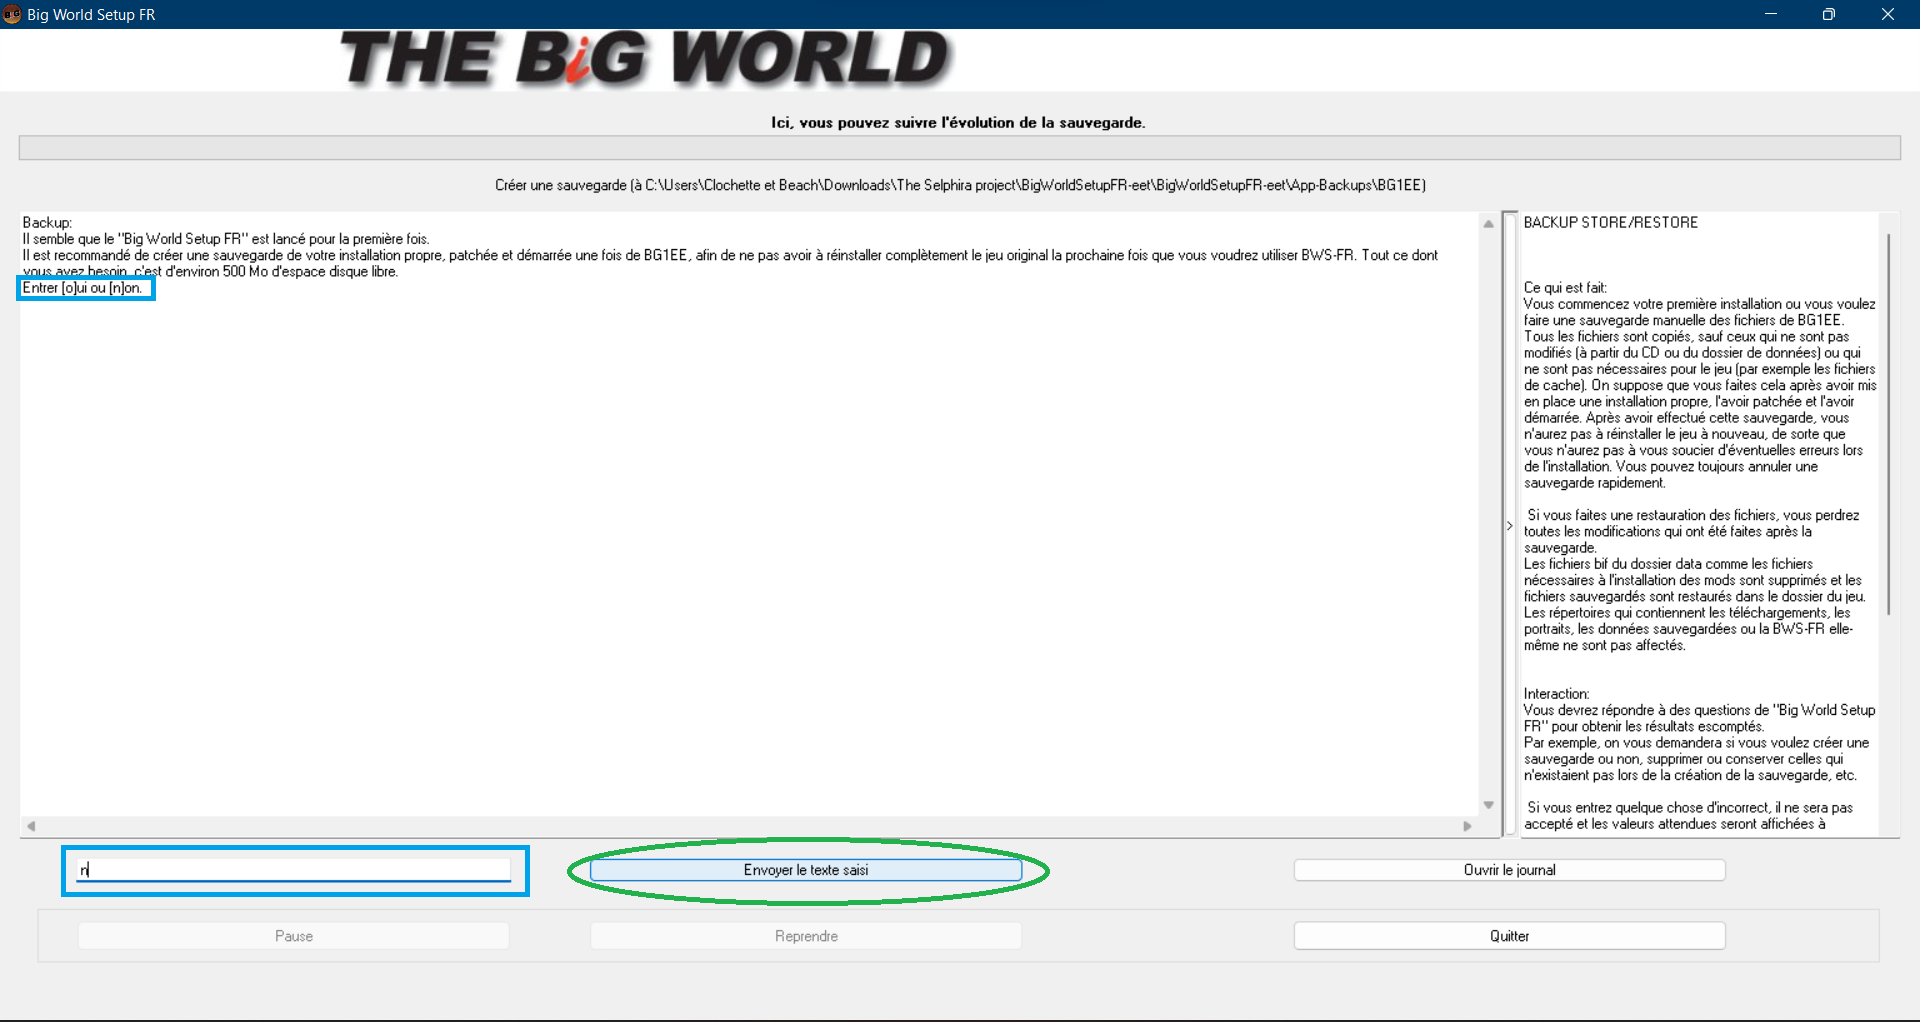 Big World Setup FR
THE BiG WORLD
Ici, vous pouvez suivre l'évolution de la sauvegarde.
Créer une sauvegarde (à C:\Users\Clochette et Beach\Downloads\The Selphira project\BigWorldSetupFR-eet\BigWorldSetupFR-eet\App-Backups\BG1EE)
Backup:
Il semble que le "Big World Setup FR" est lancé pour la première fois.
Il est recommandé de créer une sauvegarde de votre installation propre, patchée et démarrée une fois de BG1EE, afin de ne pas avoir à réinstaller complètement le jeu original la prochaine fois que vous voudrez utiliser BWS-FR. Tout ce dont
vous avez besoin, c'est d'environ 500 Mo d'espace disque libre.
Entrer [o]ui ou [n]on.
BACKUP STORE/RESTORE
Ce qui est fait:
Vous commencez votre première installation ou vous voulez
faire une sauvegarde manuelle des fichiers de BG1EE.
Tous les fichiers sont copiés, sauf ceux qui ne sont pas
modifiés (à partir du CD ou du dossier de données) ou qui
ne sont pas nécessaires pour le jeu (par exemple les fichiers
de cache). On suppose que vous faites cela après avoir mis
en place une installation propre, l'avoir patchée et l'avoir
démarrée. Après avoir effectué cette sauvegarde, vous
n'aurez pas à réinstaller le jeu à nouveau, de sorte que
vous n'aurez pas à vous soucier d'éventuelles erreurs lors
de l'installation. Vous pouvez toujours annuler une
sauvegarde rapidement.
Si vous faites une restauration des fichiers, vous perdrez
toutes les modifications qui ont été faites après la
sauvegarde.
Les fichiers bif du dossier data comme les fichiers
nécessaires à l'installation des mods sont supprimés et les
fichiers sauvegardés sont restaurés dans le dossier du jeu.
Les répertoires qui contiennent les téléchargements, les
portraits, les données sauvegardées ou la BWS-FR elle-
même ne sont pas affectés.
Interaction:
Vous devrez répondre à des questions de "Big World Setup
FR" pour obtenir les résultats escomptés.
Par exemple, on vous demandera si vous voulez créer une
sauvegarde ou non, supprimer ou conserver celles qui
n'existaient pas lors de la création de la sauvegarde, etc.
Si vous entrez quelque chose d'incorrect, il ne sera pas
accepté et les valeurs attendues seront affichées à
n
Envoyer le texte saisi
Ouvrir le journal
Pause
Reprendre
Quitter